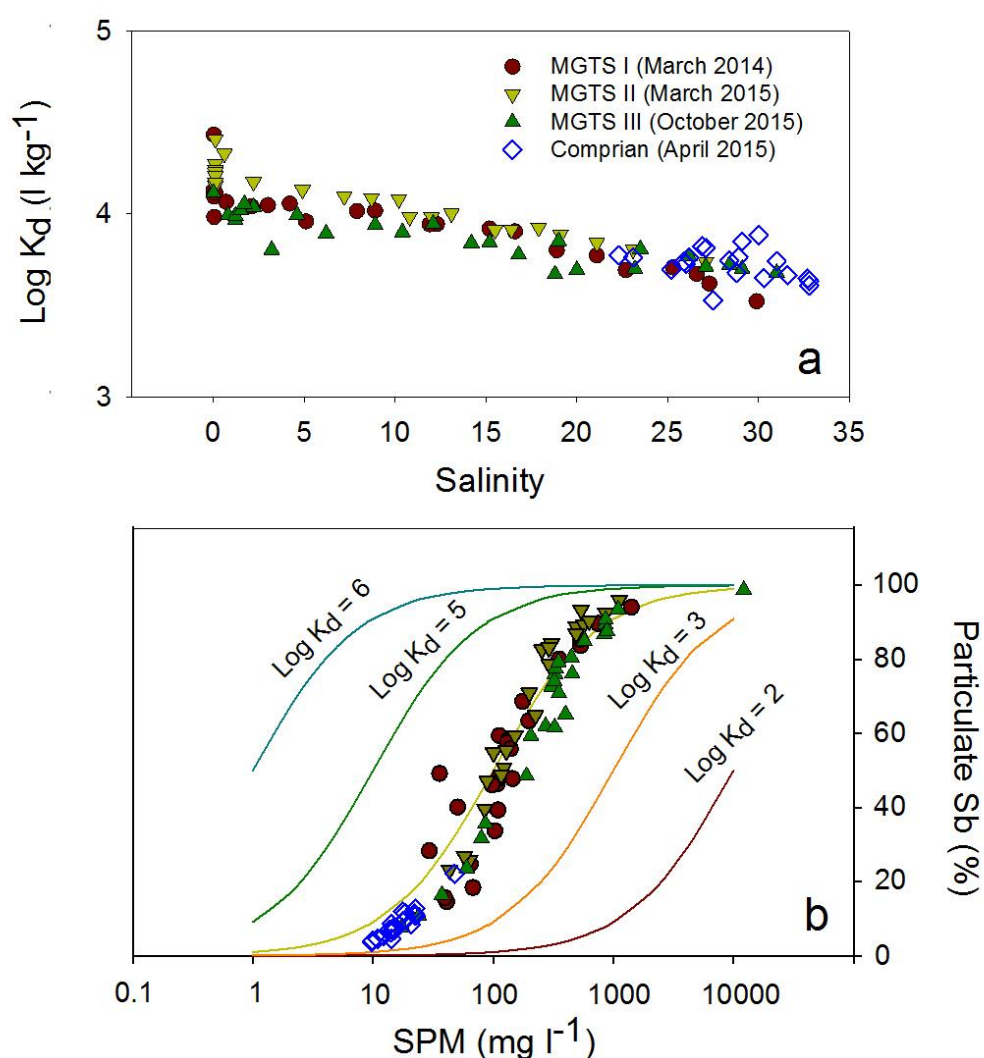 5
4
3
Log Kd (l kg-1)
MGTS I (March 2014)
MGTS II (March 2015)
MGTS III (October 2015)
Comprian (April 2015)
a
0 5 10 15 20 25 30 35
Salinity
Log Kd = 6
Log Kd = 5
Log Kd = 3
Log Kd = 2
b
100
80
60
40
20
0
Particulate Sb (%)
0.1 1 10 100 1000 10000
SPM (mg l-1)